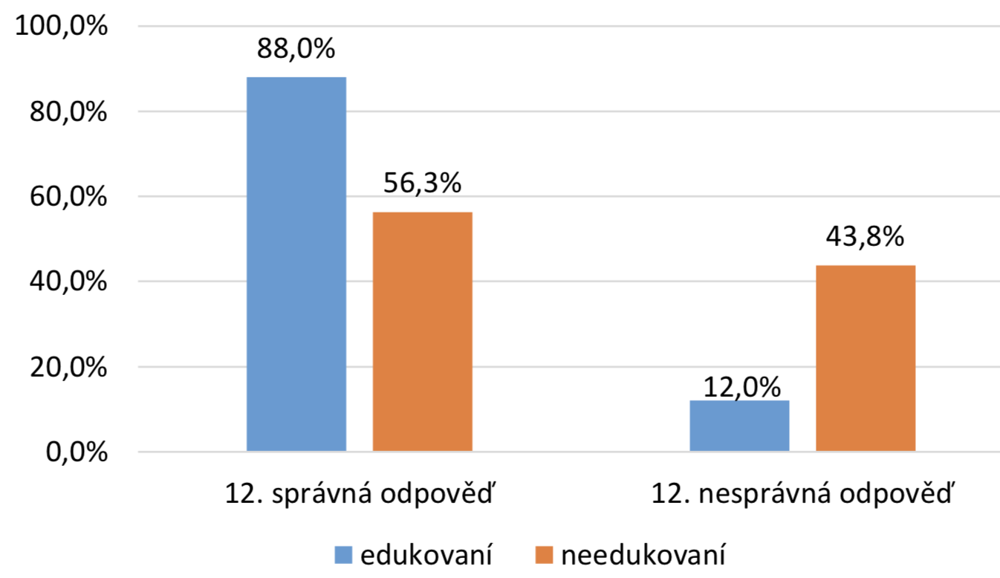 100,0%
80,0%
60,0%
40,0%
20,0%
0,0%
88,0%
56,3%
12,0%
43,8%
12. správná odpověď
12. nesprávná odpověď
edukovaní
needukovaní